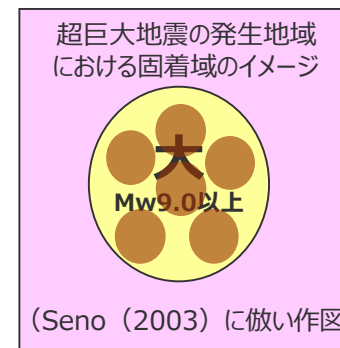 超巨大地震の発生地域
における固着域のイメージ
大
Mw9.0以上
（Seno（2003）に倣い作図